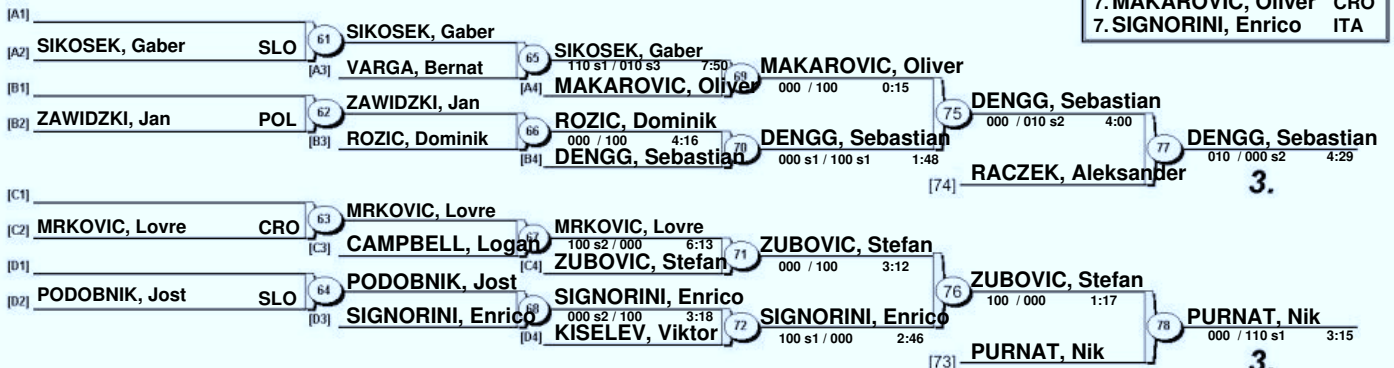 7. MAKAROVIC, Oliver CRO
7. SIGNORINI, Enrico ITA
[A1]
[A2] SIKOSEK, Gaber SLO
61
SIKOSEK, Gaber
[A3] VARGA, Bernat
65
SIKOSEK, Gaber
110 s1 / 010 s3 7:50
[A4] MAKAROVIC, Oliver
69
MAKAROVIC, Oliver
000 / 100 0:15
[B1]
[B2] ZAWIDZKI, Jan POL
62
ZAWIDZKI, Jan
[B3] ROZIC, Dominik
66
ROZIC, Dominik
000 / 100 4:16
[B4] DENGG, Sebastian
70
DENGG, Sebastian
000 s1 / 100 s1 1:48
75
DENGG, Sebastian
000 / 010 s2 4:00
[74] RACZEK, Aleksander
77
DENGG, Sebastian
010 / 000 s2 4:29
3.
[C1]
[C2] MRKOVIC, Lovre CRO
63
MRKOVIC, Lovre
[C3] CAMPBELL, Logan
67
MRKOVIC, Lovre
100 s2 / 000 6:13
[C4] ZUBOVIC, Stefan
71
ZUBOVIC, Stefan
000 / 100 3:12
[D1]
[D2] PODOBNIK, Jost SLO
64
PODOBNIK, Jost
[D3] SIGNORINI, Enrico
68
SIGNORINI, Enrico
000 s2 / 100 3:18
[D4] KISELEV, Viktor
72
SIGNORINI, Enrico
100 s1 / 000 2:46
76
ZUBOVIC, Stefan
100 / 000 1:17
[73] PURNAT, Nik
78
PURNAT, Nik
000 / 110 s1 3:15
3.